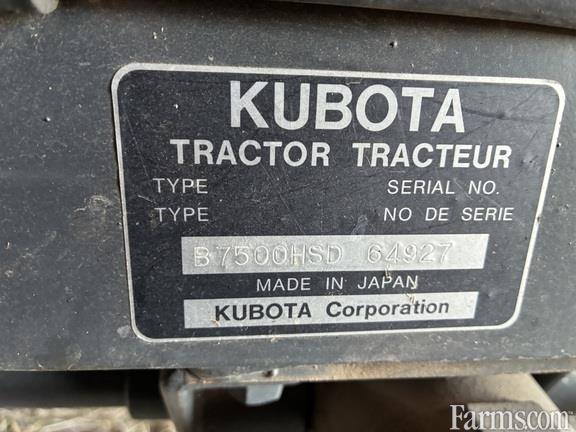 KUBOTA
TRACTOR TRACTEUR
TYPE SERIAL NO.
TYPE NO DE SERIE
B7500HSD 64927
MADE IN JAPAN
KUBOTA Corporation
Farms.com